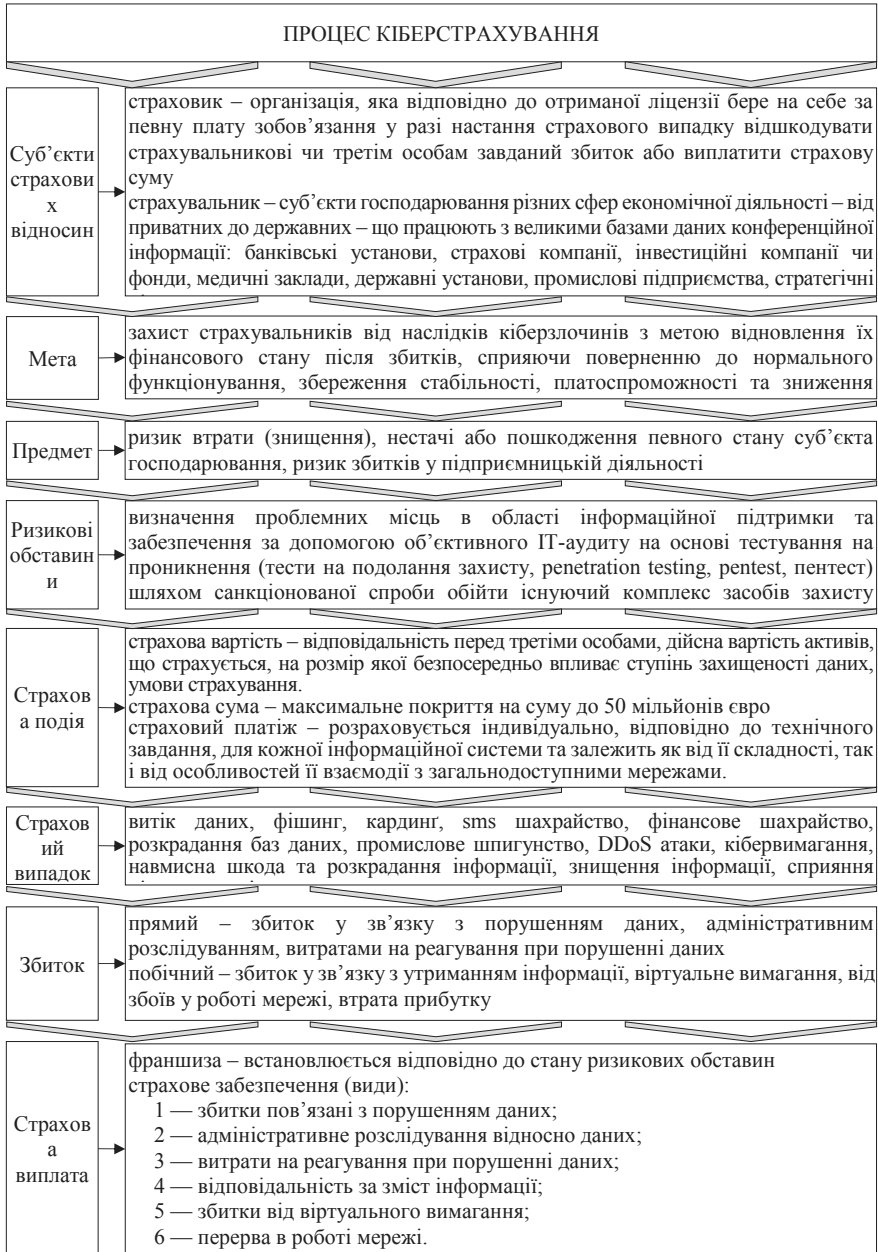 ПРОЦЕС КІБЕРСТРАХУВАННЯ
Суб’єкти
страхови
х
відносин
страховик – організація, яка відповідно до отриманої ліцензії бере на себе за
певну плату зобов’язання у разі настання страхового випадку відшкодувати
страхувальникові чи третім особам завданий збиток або виплатити страхову
суму
страхувальник – суб’єкти господарювання різних сфер економічної діяльності – від
приватних до державних – що працюють з великими базами даних конференційної
інформації: банківські установи, страхові компанії, інвестиційні компанії чи
фонди, медичні заклади, державні установи, промислові підприємства, стратегічні
Мета
захист страхувальників від наслідків кіберзлочинів з метою відновлення їх
фінансового стану після збитків, сприяючи поверненню до нормального
функціонування, збереження стабільності, платоспроможності та зниження
Предмет
ризик втрати (знищення), нестачі або пошкодження певного стану суб’єкта
господарювання, ризик збитків у підприємницькій діяльності
Ризикові
обставин
и
визначення проблемних місць в області інформаційної підтримки та
забезпечення за допомогою об’єктивного ІТ-аудиту на основі тестування на
проникнення (тести на подолання захисту, penetration testing, pentest, пентест)
шляхом санкціонованої спроби обійти існуючий комплекс засобів захисту
Страхов
а подія
страхова вартість – відповідальність перед третіми особами, дійсна вартість активів,
що страхується, на розмір якої безпосередньо впливає ступінь захищеності даних,
умови страхування.
страхова сума – максимальне покриття на суму до 50 мільйонів євро
страховий платіж – розраховується індивідуально, відповідно до технічного
завдання, для кожної інформаційної системи та залежить як від її складності, так
і від особливостей її взаємодії з загальнодоступними мережами.
Страхов
ий
випадок
витік даних, фішинг, кардинг, sms шахрайство, фінансове шахрайство,
розкрадання баз даних, промислове шпигунство, DDoS атаки, кібервимагання,
навмисна шкода та розкрадання інформації, знищення інформації, сприяння
Збиток
прямий – збиток у зв’язку з порушенням даних, адміністративним
розслідуванням, витратами на реагування при порушенні даних
побічний – збиток у зв’язку з утриманням інформації, віртуальне вимагання, від
збоїв у роботі мережі, втрата прибутку
Страхов
а
виплата
франшиза – встановлюється відповідно до стану ризикових обставин
страхове забезпечення (види):
1 — збитки пов’язані з порушенням даних;
2 — адміністративне розслідування відносно даних;
3 — витрати на реагування при порушенні даних;
4 — відповідальність за зміст інформації;
5 — збитки від віртуального вимагання;
6 — перерва в роботі мережі.